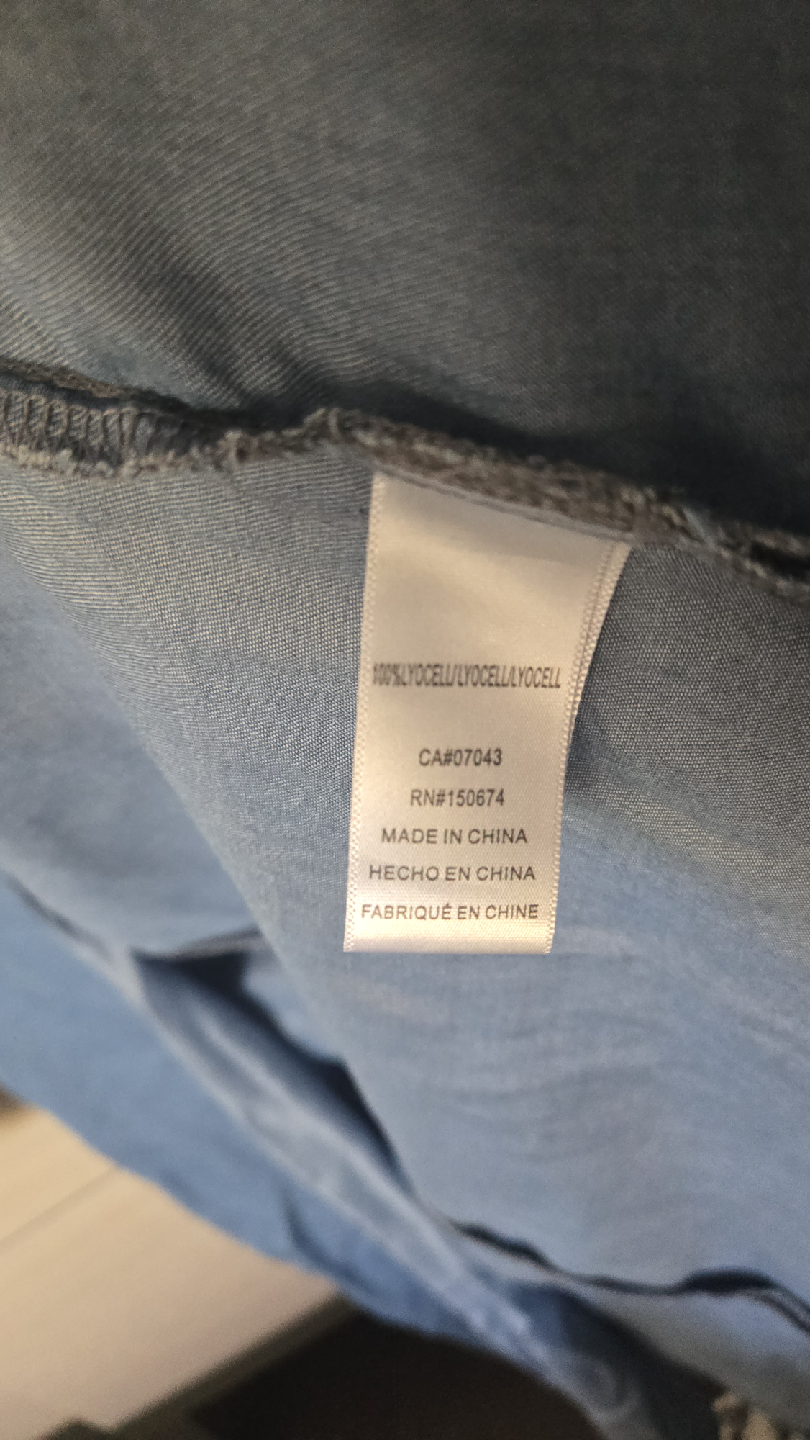 100%LYOCELL/LYOCELL/LYOCELL
CA#07043
RN#150674
MADE IN CHINA
HECHO EN CHINA
FABRIQUÉ EN CHINE